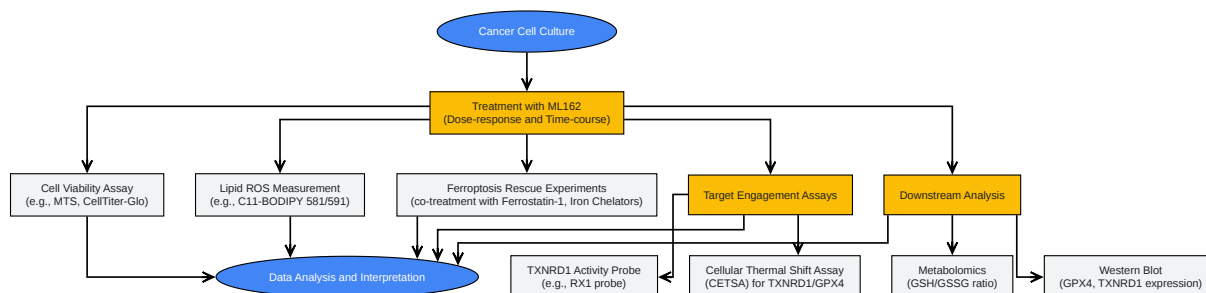 Cancer Cell Culture
Treatment with ML162
(Dose-response and Time-course)
Cell Viability Assay
(e.g., MTS, CellTiter-Glo)
Lipid ROS Measurement
(e.g., C11-BODIPY 581/591)
Ferroptosis Rescue Experiments
(co-treatment with Ferrostatin-1, Iron Chelators)
Target Engagement Assays
Downstream Analysis
Data Analysis and Interpretation
TXNRD1 Activity Probe
(e.g., RX1 probe)
Cellular Thermal Shift Assay
(CETSA) for TXNRD1/GPX4
Metabolomics
(GSH/GSSG ratio)
Western Blot
(GPX4, TXNRD1 expression)